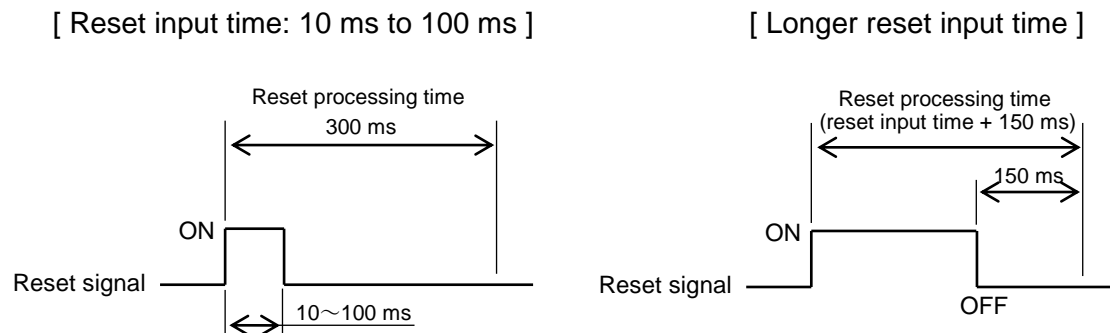 [ Reset input time: 10 ms to 100 ms ]
Reset processing time
300 ms
ON
Reset signal
10～100 ms
[ Longer reset input time ]
Reset processing time
(reset input time + 150 ms)
150 ms
ON
Reset signal
OFF